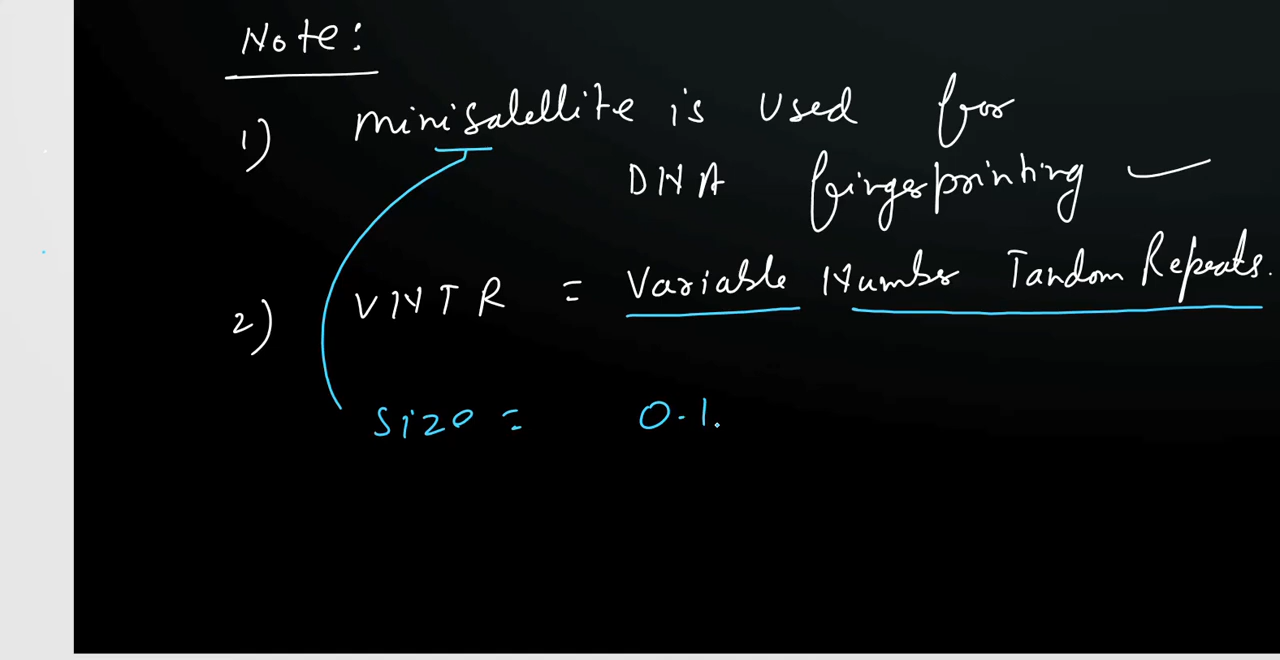 Note:
1) minisatellite is used for
DNA fingerprinting
2) VNTR = Variable Number Tandom Repeats.
Size = 0.1.